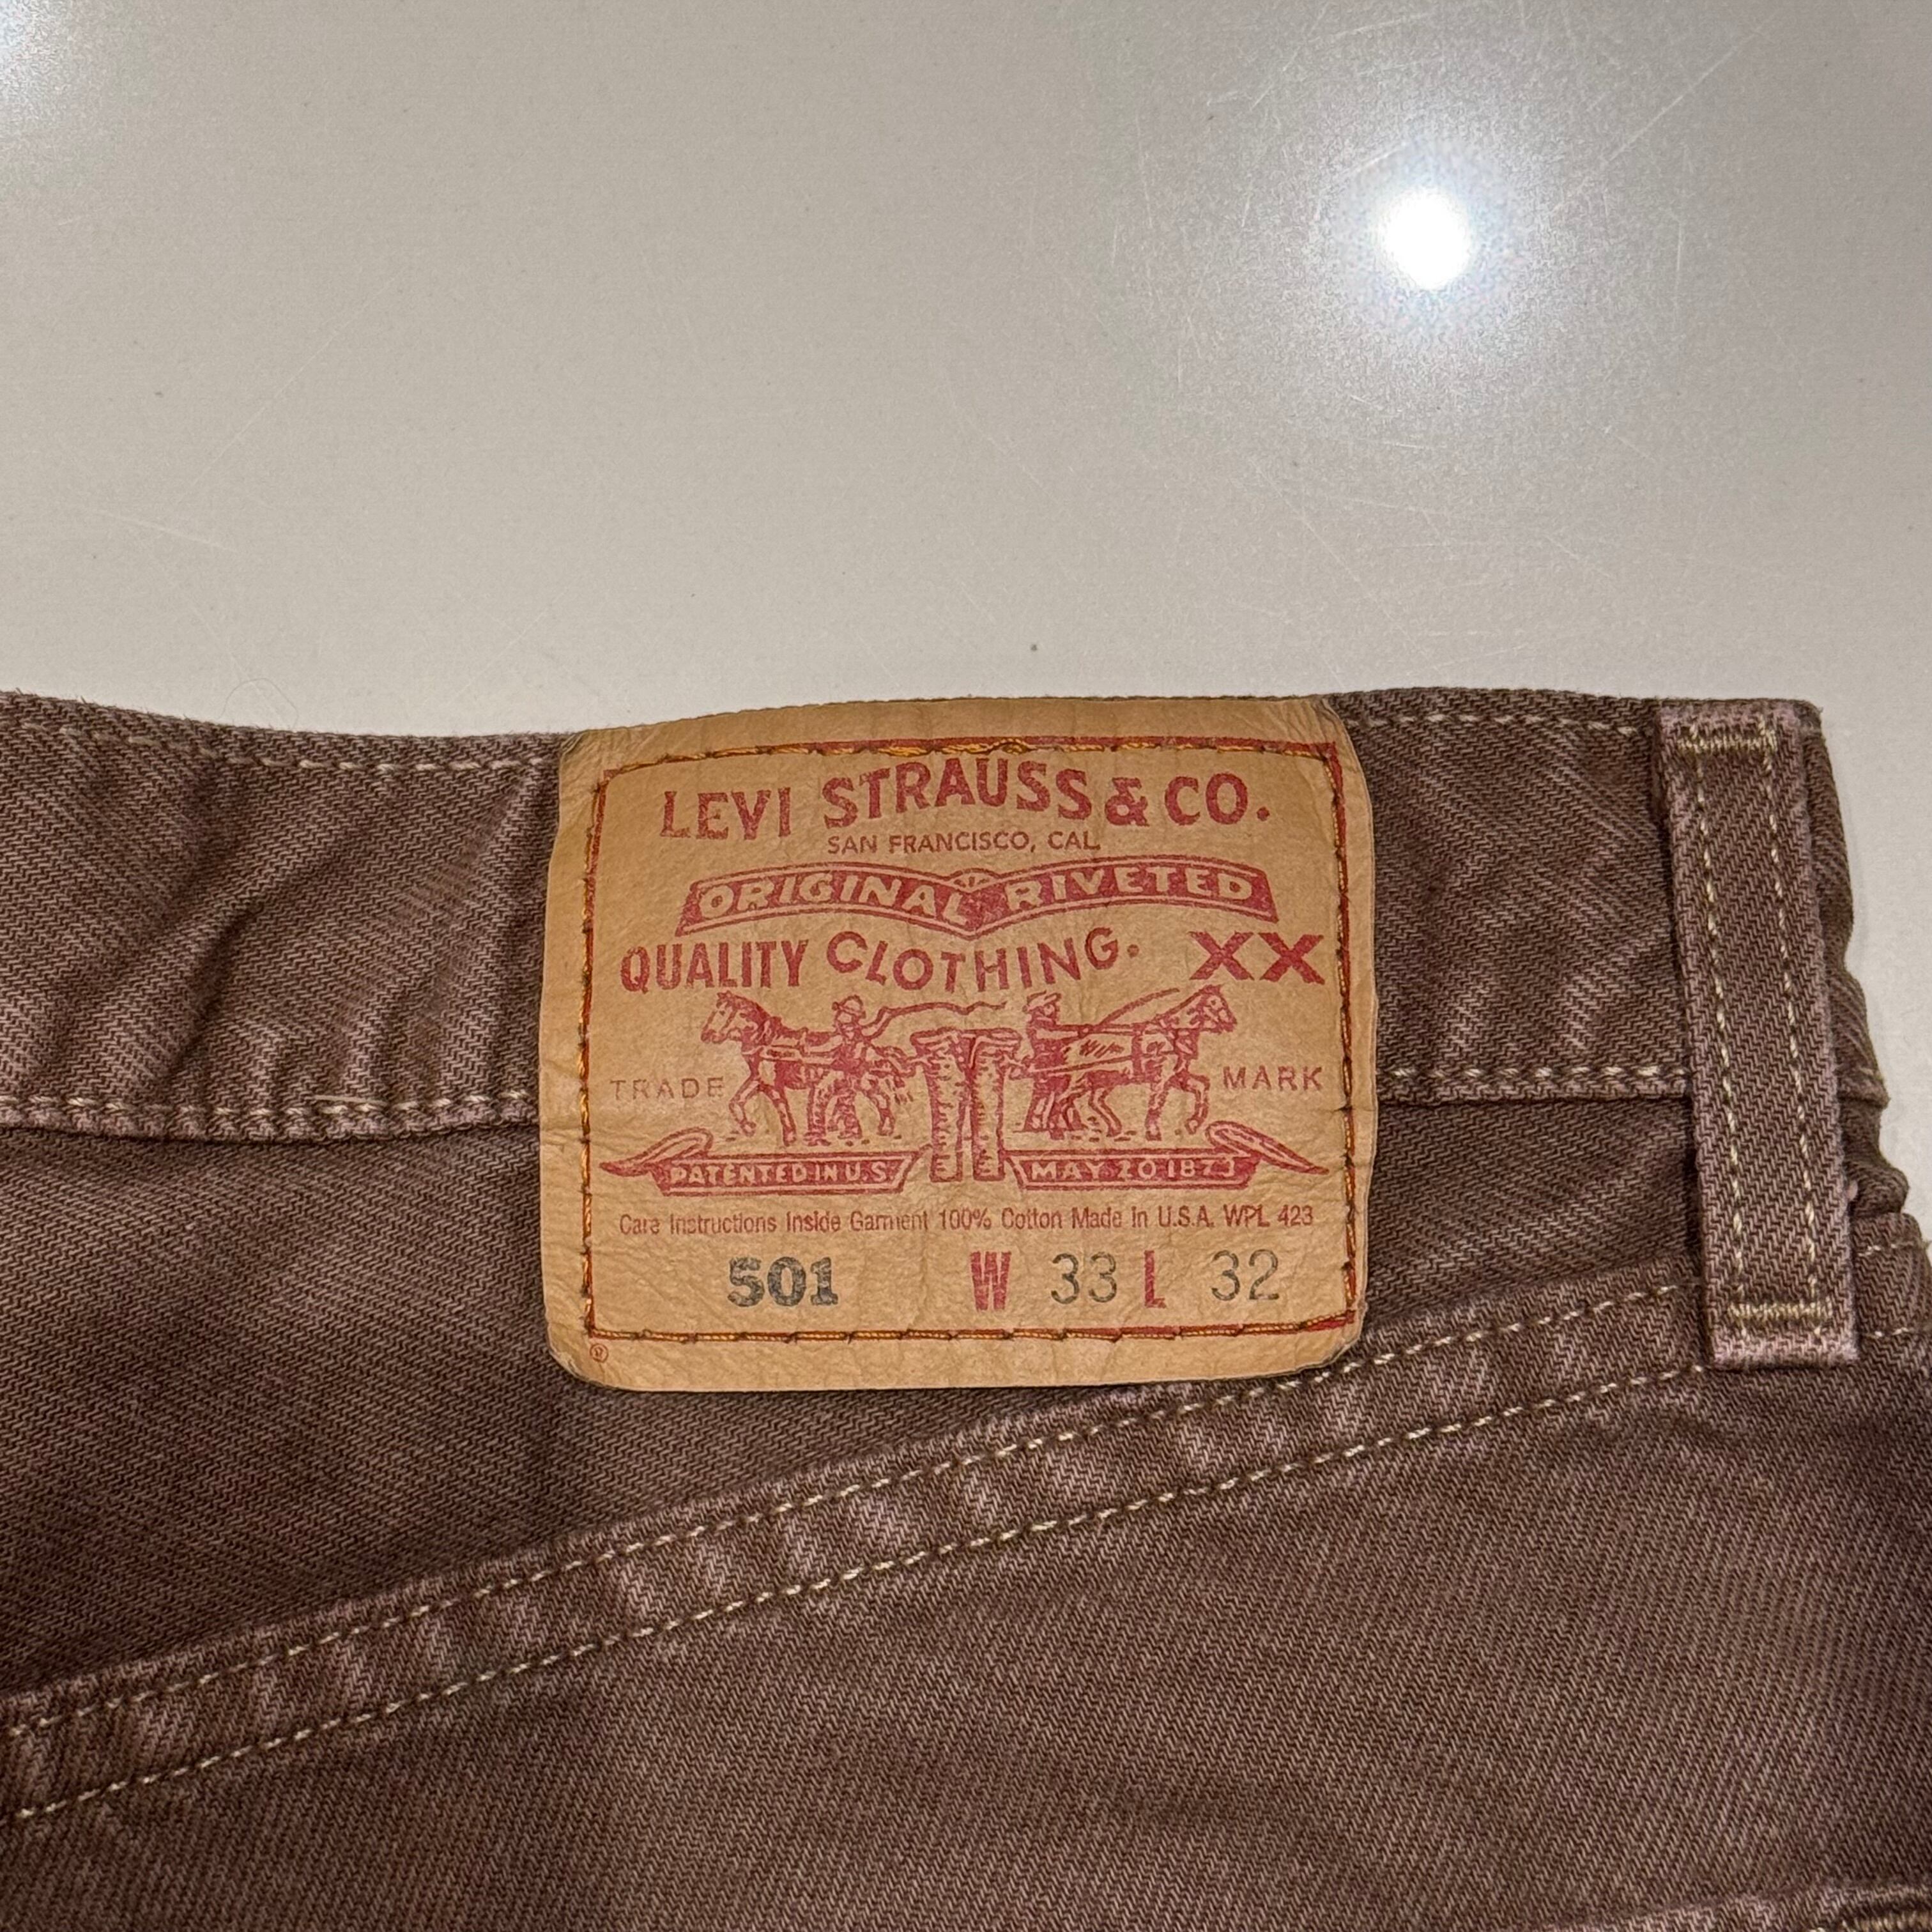 LEVI STRAUSS & CO.
SAN FRANCISCO, CAL.
ORIGINAL RIVETED
QUALITY CLOTHING. XX
TRADE MARK
PATENTED IN U.S. MAY 20 1873
Care Instructions Inside Garment 100% Cotton Made in U.S.A. WPL 423
501 W 33 L 32
®